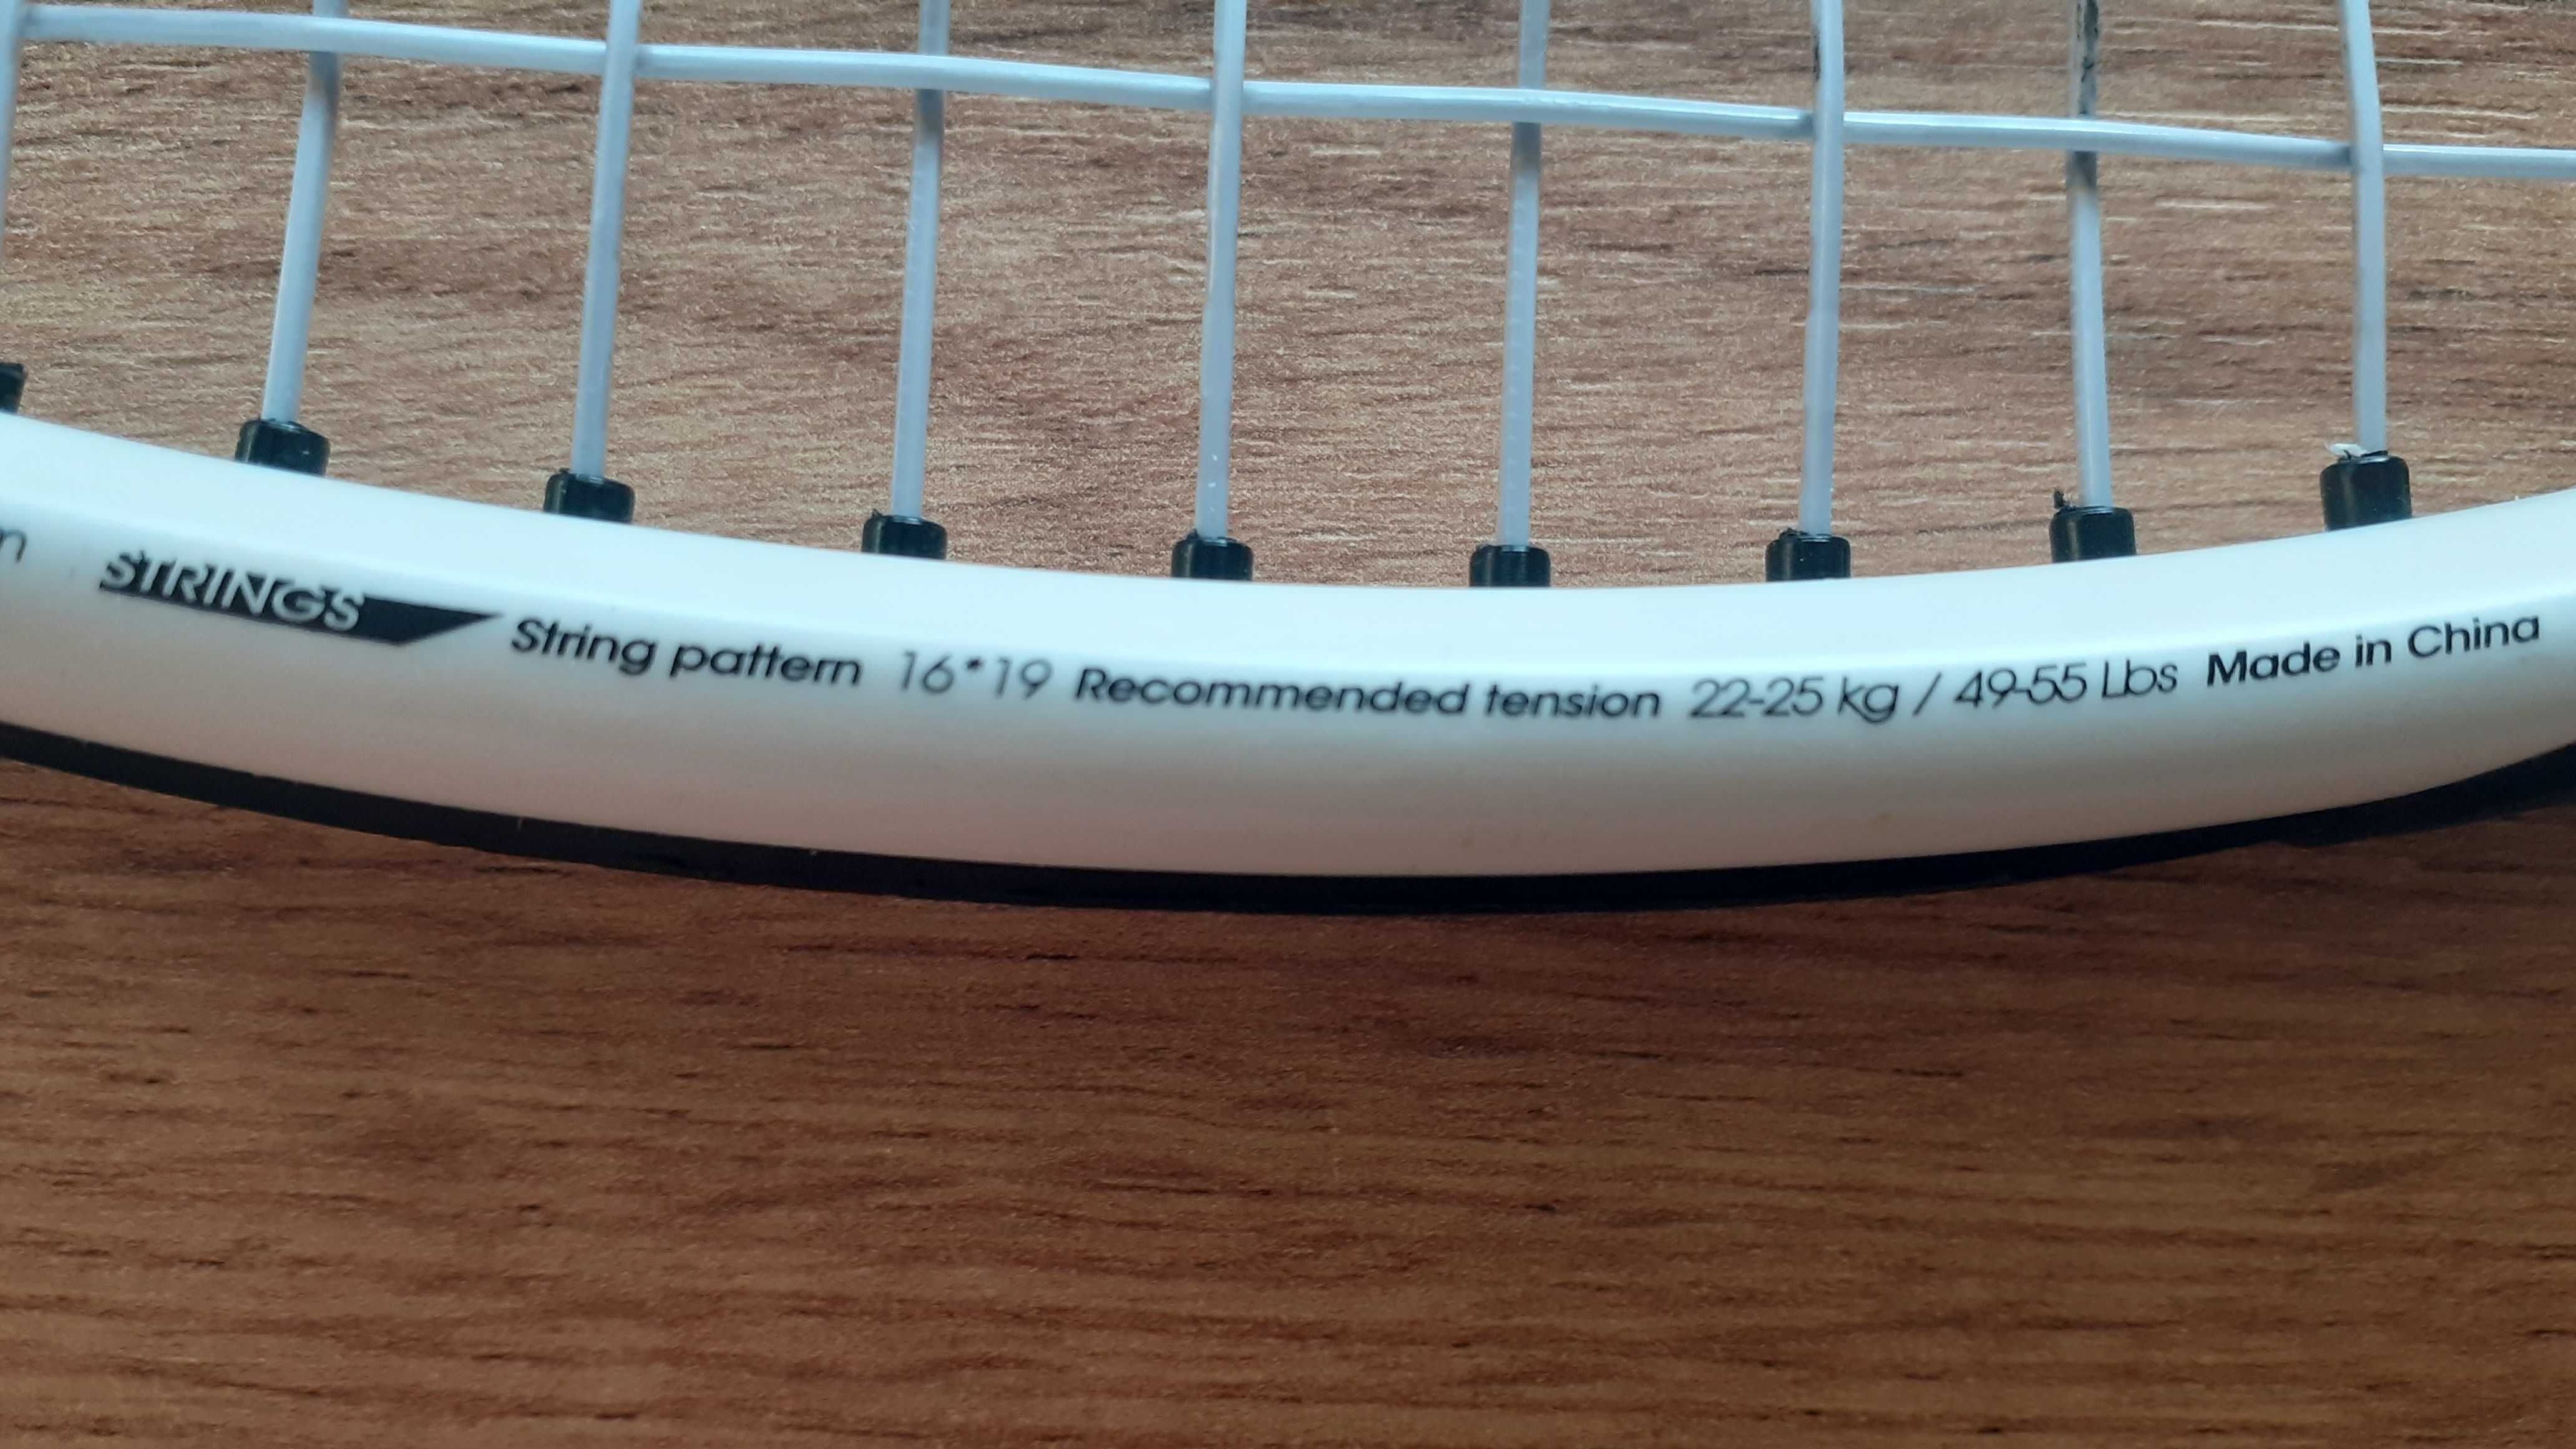 STRINGS String pattern 16*19 Recommended tension 22-25 kg / 49-55 Lbs Made in China